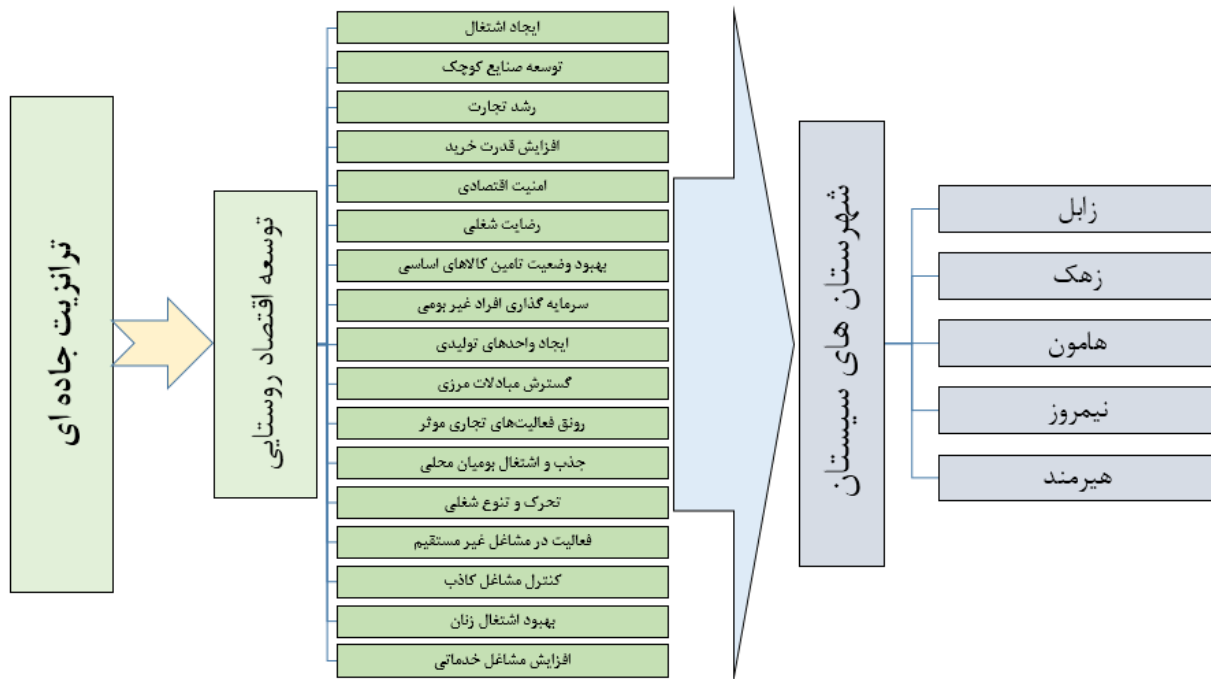 ترانزیت جاده ای
توسعه اقتصاد روستایی
ایجاد اشتغال
توسعه صنایع کوچک
رشد تجارت
افزایش قدرت خرید
امنیت اقتصادی
رضایت شغلی
بهبود وضعیت تامین کالاهای اساسی
سرمایه گذاری افراد غیر بومی
ایجاد واحدهای تولیدی
گسترش مبادلات مرزی
رونق فعالیت‌های تجاری موثر
جذب و اشتغال بومیان محلی
تحرک و تنوع شغلی
فعالیت در مشاغل غیر مستقیم
کنترل مشاغل کاذب
بهبود اشتغال زنان
افزایش مشاغل خدماتی
شهرستان های سیستان
زابل
زهک
هامون
نیمروز
هیرمند